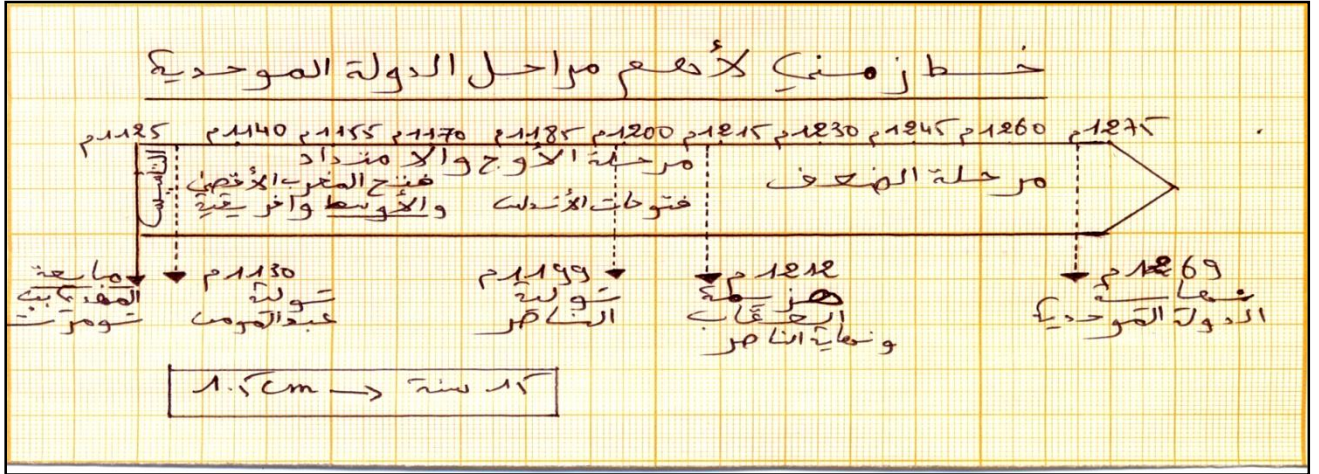 خط زمني لأهم مراحل الدولة الموحدية
1125م 1140م 1155م 1170م 1185م 1200م 1215م 1230م 1245م 1260م 1275م
التأسيس
مرحلة الأوج والامتداد
فتح المغرب الأقصى
والأوسط وافريقية
فتوحات الأندلس
مرحلة الضعف
مبايعة
المهدي بن
تومرت
1130م
تولية
عبد المومن
1199م
تولية
الناصر
1212م
هزيمة
العقاب
ونهاية الناصر
1269م
نهاية
الدولة الموحدية
1.5cm → 15 سنة